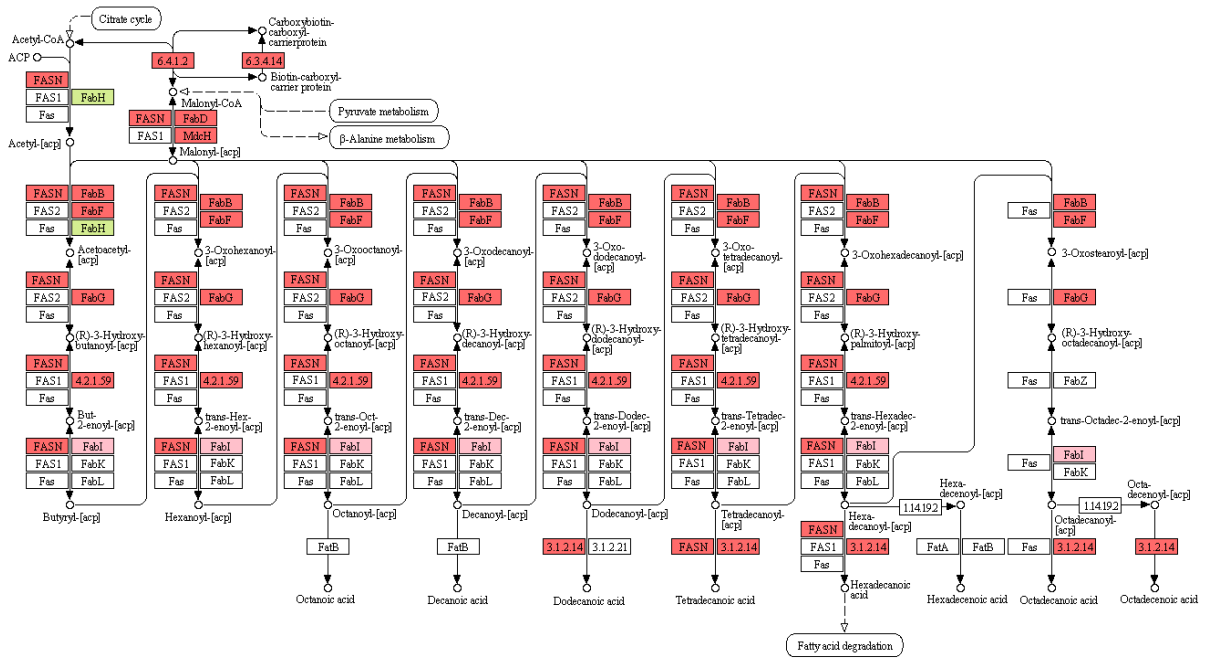 Citrate cycle
Carboxybiotin-
carboxyl-
carrierprotein
Acetyl-CoA
ACP
6.4.1.2
6.3.4.14
Biotin-carboxyl-
carrier protein
FASN
FAS1
FabH
Fas
Malonyl-CoA
Pyruvate metabolism
FASN
FabD
FAS1
MdcH
β-Alanine metabolism
Acetyl-[acp]
Malonyl-[acp]
FASN FabB FASN FabB FASN FabB FASN FabB FASN FabB FASN FabB FASN FabB FabB
FAS2 FabF FAS2 FabF FAS2 FabF FAS2 FabF FAS2 FabF FAS2 FabF FAS2 FabF Fas FabF
Fas FabH Fas Fas Fas Fas Fas Fas
Acetoacetyl-
[acp]
3-Oxohexanoyl-
[acp]
3-Oxooctanoyl-
[acp]
3-Oxodecanoyl-
[acp]
3-Oxo-
dodecanoyl-
[acp]
3-Oxo-
tetradecanoyl-
[acp]
3-Oxohexadecanoyl-[acp]
3-Oxostearoyl-[acp]
FASN FASN FASN FASN FASN FASN FASN
FAS2 FabG FAS2 FabG FAS2 FabG FAS2 FabG FAS2 FabG FAS2 FabG FAS2 FabG Fas FabG
Fas Fas Fas Fas Fas Fas Fas
(R)-3-Hydroxy-
butanoyl-[acp]
(R)-3-Hydroxy-
hexanoyl-[acp]
(R)-3-Hydroxy-
octanoyl-[acp]
(R)-3-Hydroxy-
decanoyl-[acp]
(R)-3-Hydroxy-
dodecanoyl-
[acp]
(R)-3-Hydroxy-
tetradecanoyl-
[acp]
(R)-3-Hydroxy-
palmitoyl-[acp]
(R)-3-Hydroxy-
octadecanoyl-[acp]
FASN FASN FASN FASN FASN FASN FASN
FAS1 4.2.1.59 FAS1 4.2.1.59 FAS1 4.2.1.59 FAS1 4.2.1.59 FAS1 4.2.1.59 FAS1 4.2.1.59 FAS1 4.2.1.59 Fas FabZ
Fas Fas Fas Fas Fas Fas Fas
But-
2-enoyl-[acp]
trans-Hex-
2-enoyl-[acp]
trans-Oct-
2-enoyl-[acp]
trans-Dec-
2-enoyl-[acp]
trans-Dodec-
2-enoyl-[acp]
trans-Tetradec-
2-enoyl-[acp]
trans-Hexadec-
2-enoyl-[acp]
trans-Octadec-2-enoyl-[acp]
FASN FabI FASN FabI FASN FabI FASN FabI FASN FabI FASN FabI FASN FabI FabI
FAS1 FabK FAS1 FabK FAS1 FabK FAS1 FabK FAS1 FabK FAS1 FabK FAS1 FabK Fas FabK
Fas FabL Fas FabL Fas FabL Fas FabL Fas FabL Fas FabL Fas FabL
Butyryl-[acp]
Hexanoyl-[acp]
Octanoyl-[acp]
Decanoyl-[acp]
Dodecanoyl-[acp]
Tetradecanoyl-
[acp]
Hexa-
decanoyl-[acp]
1.14.19.2
Hexa-
decenoyl-[acp]
Octadecanoyl-
[acp]
1.14.19.2
Octa-
decenoyl-[acp]
FatB
FatB
3.1.2.14 3.1.2.21
FASN 3.1.2.14
FASN
FAS1 3.1.2.14
Fas
FatA FatB
Fas 3.1.2.14
3.1.2.14
Octanoic acid
Decanoic acid
Dodecanoic acid
Tetradecanoic acid
Hexadecanoic
acid
Hexadecenoic acid
Octadecanoic acid
Octadecenoic acid
Fatty acid degradation